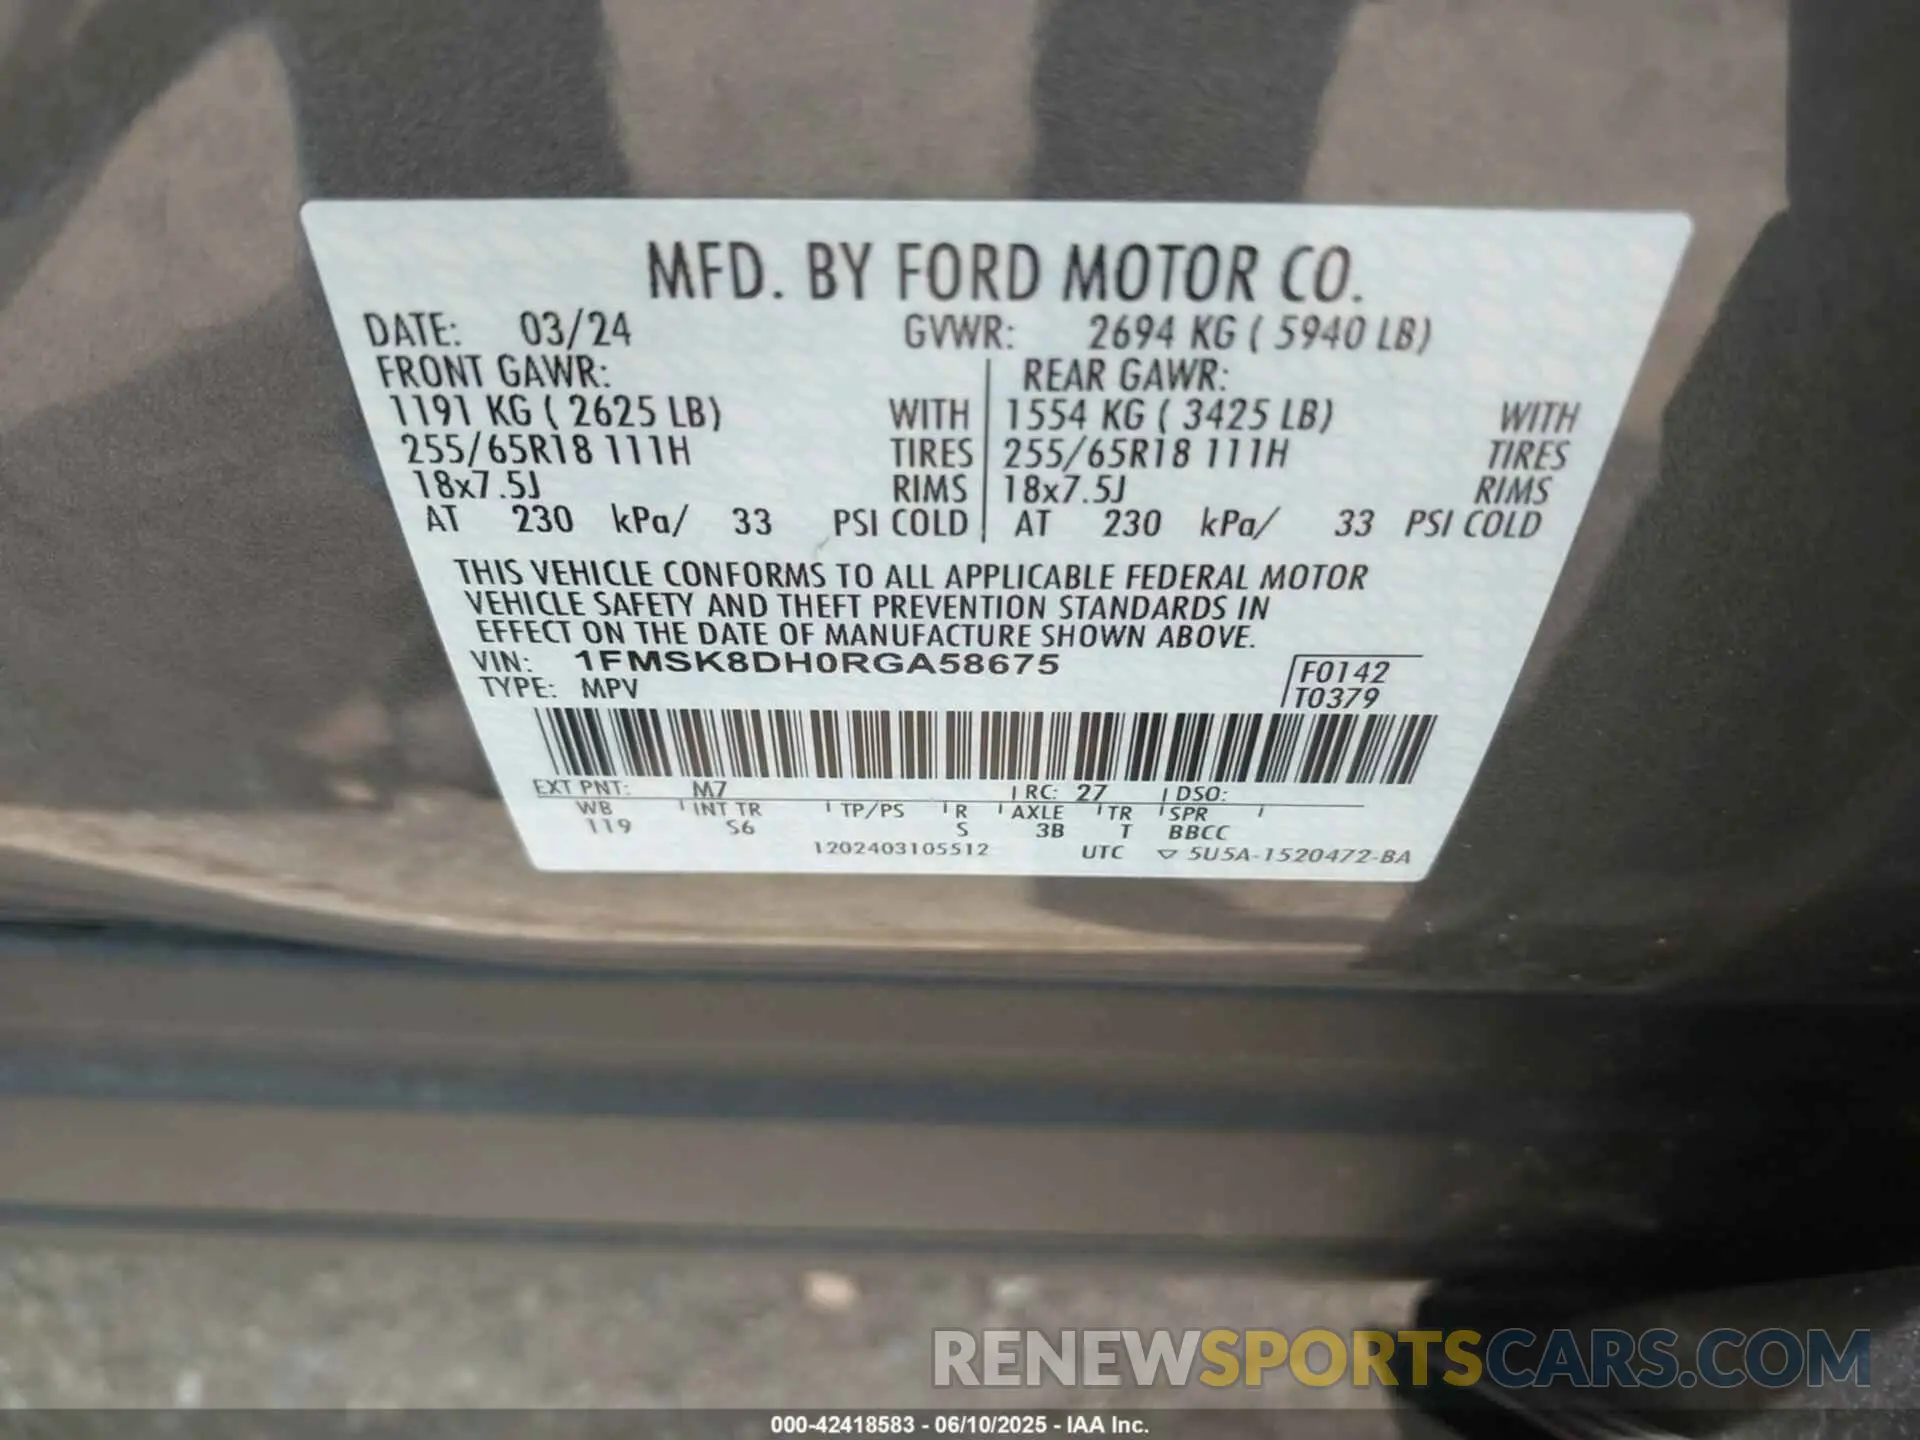 MFD. BY FORD MOTOR CO.
DATE: 03/24 GVWR: 2694 KG ( 5940 LB)
FRONT GAWR: REAR GAWR:
1191 KG ( 2625 LB) WITH 1554 KG ( 3425 LB) WITH
255/65R18 111H TIRES 255/65R18 111H TIRES
18x7.5J RIMS 18x7.5J RIMS
AT 230 kPa/ 33 PSI COLD AT 230 kPa/ 33 PSI COLD
THIS VEHICLE CONFORMS TO ALL APPLICABLE FEDERAL MOTOR
VEHICLE SAFETY AND THEFT PREVENTION STANDARDS IN
EFFECT ON THE DATE OF MANUFACTURE SHOWN ABOVE.
VIN: 1FMSK8DH0RGA58675 F0142
TYPE: MPV T0379
EXT PNT: M7 RC: 27 DSO:
WB INT TR TP/PS R AXLE TR SPR
119 S6 S 3B T BBCC
1202403105512 UTC ▽ 5U5A-1520472-BA
RENEWSPORTSCARS.COM
000-42418583 - 06/10/2025 - IAA Inc.